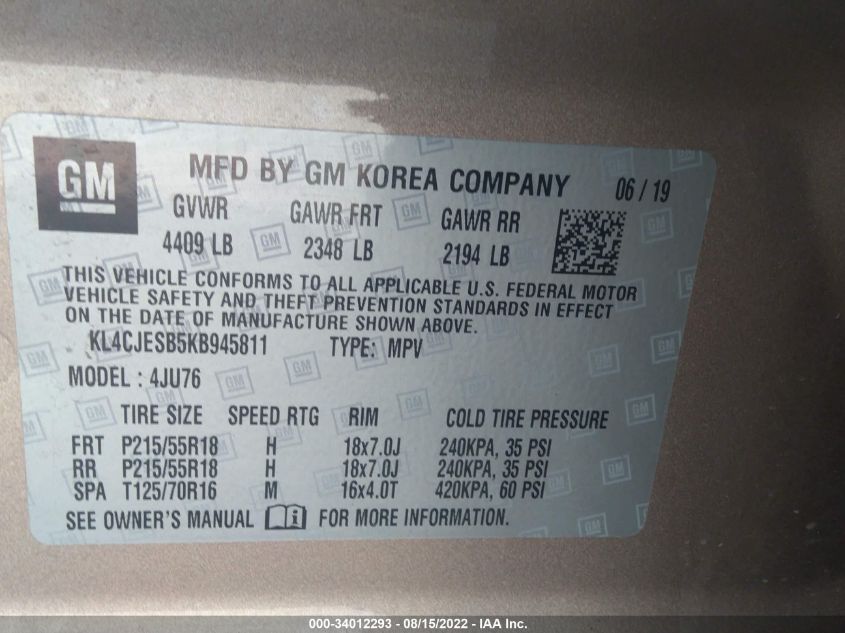 GM
MFD BY GM KOREA COMPANY 06 / 19
GVWR GAWR FRT GAWR RR
4409 LB 2348 LB 2194 LB
THIS VEHICLE CONFORMS TO ALL APPLICABLE U.S. FEDERAL MOTOR
VEHICLE SAFETY AND THEFT PREVENTION STANDARDS IN EFFECT
ON THE DATE OF MANUFACTURE SHOWN ABOVE.
KL4CJESB5KB945811 TYPE: MPV
MODEL : 4JU76
TIRE SIZE SPEED RTG RIM COLD TIRE PRESSURE
FRT P215/55R18 H 18x7.0J 240KPA, 35 PSI
RR P215/55R18 H 18x7.0J 240KPA, 35 PSI
SPA T125/70R16 M 16x4.0T 420KPA, 60 PSI
SEE OWNER'S MANUAL FOR MORE INFORMATION.
000-34012293 - 08/15/2022 - IAA Inc.